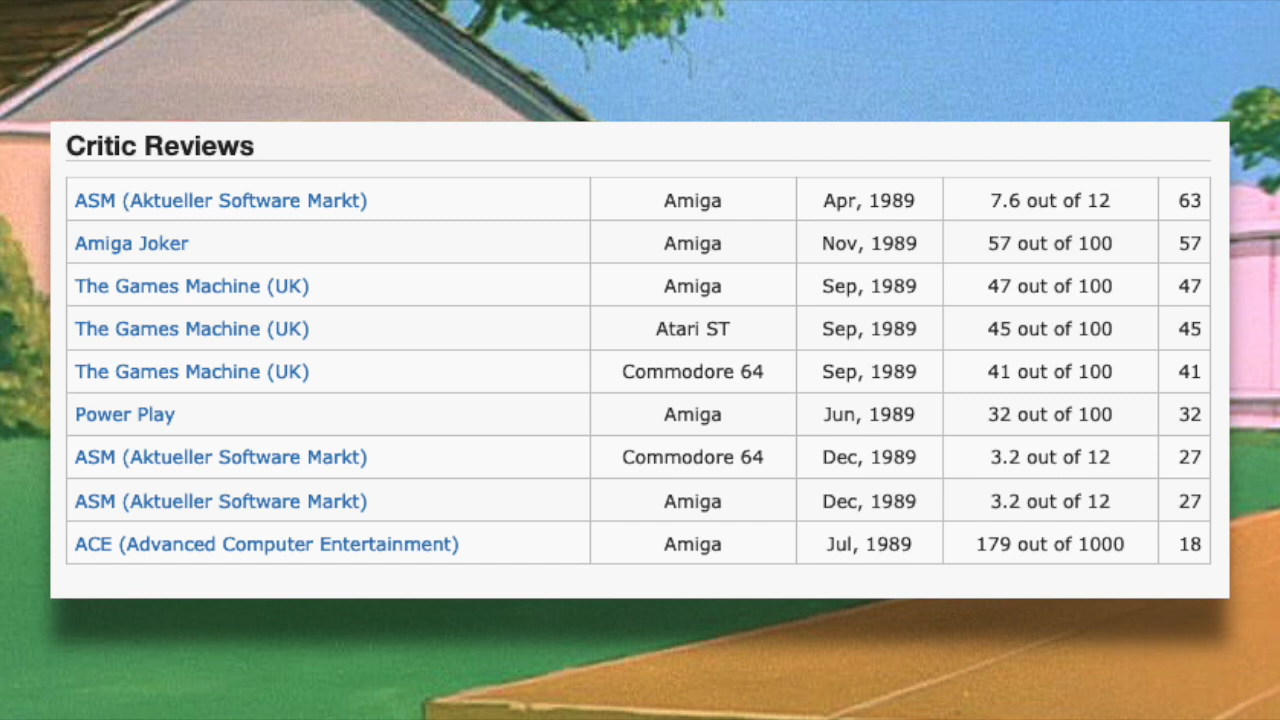 Critic Reviews
ASM (Aktueller Software Markt) Amiga Apr, 1989 7.6 out of 12 63
Amiga Joker Amiga Nov, 1989 57 out of 100 57
The Games Machine (UK) Amiga Sep, 1989 47 out of 100 47
The Games Machine (UK) Atari ST Sep, 1989 45 out of 100 45
The Games Machine (UK) Commodore 64 Sep, 1989 41 out of 100 41
Power Play Amiga Jun, 1989 32 out of 100 32
ASM (Aktueller Software Markt) Commodore 64 Dec, 1989 3.2 out of 12 27
ASM (Aktueller Software Markt) Amiga Dec, 1989 3.2 out of 12 27
ACE (Advanced Computer Entertainment) Amiga Jul, 1989 179 out of 1000 18